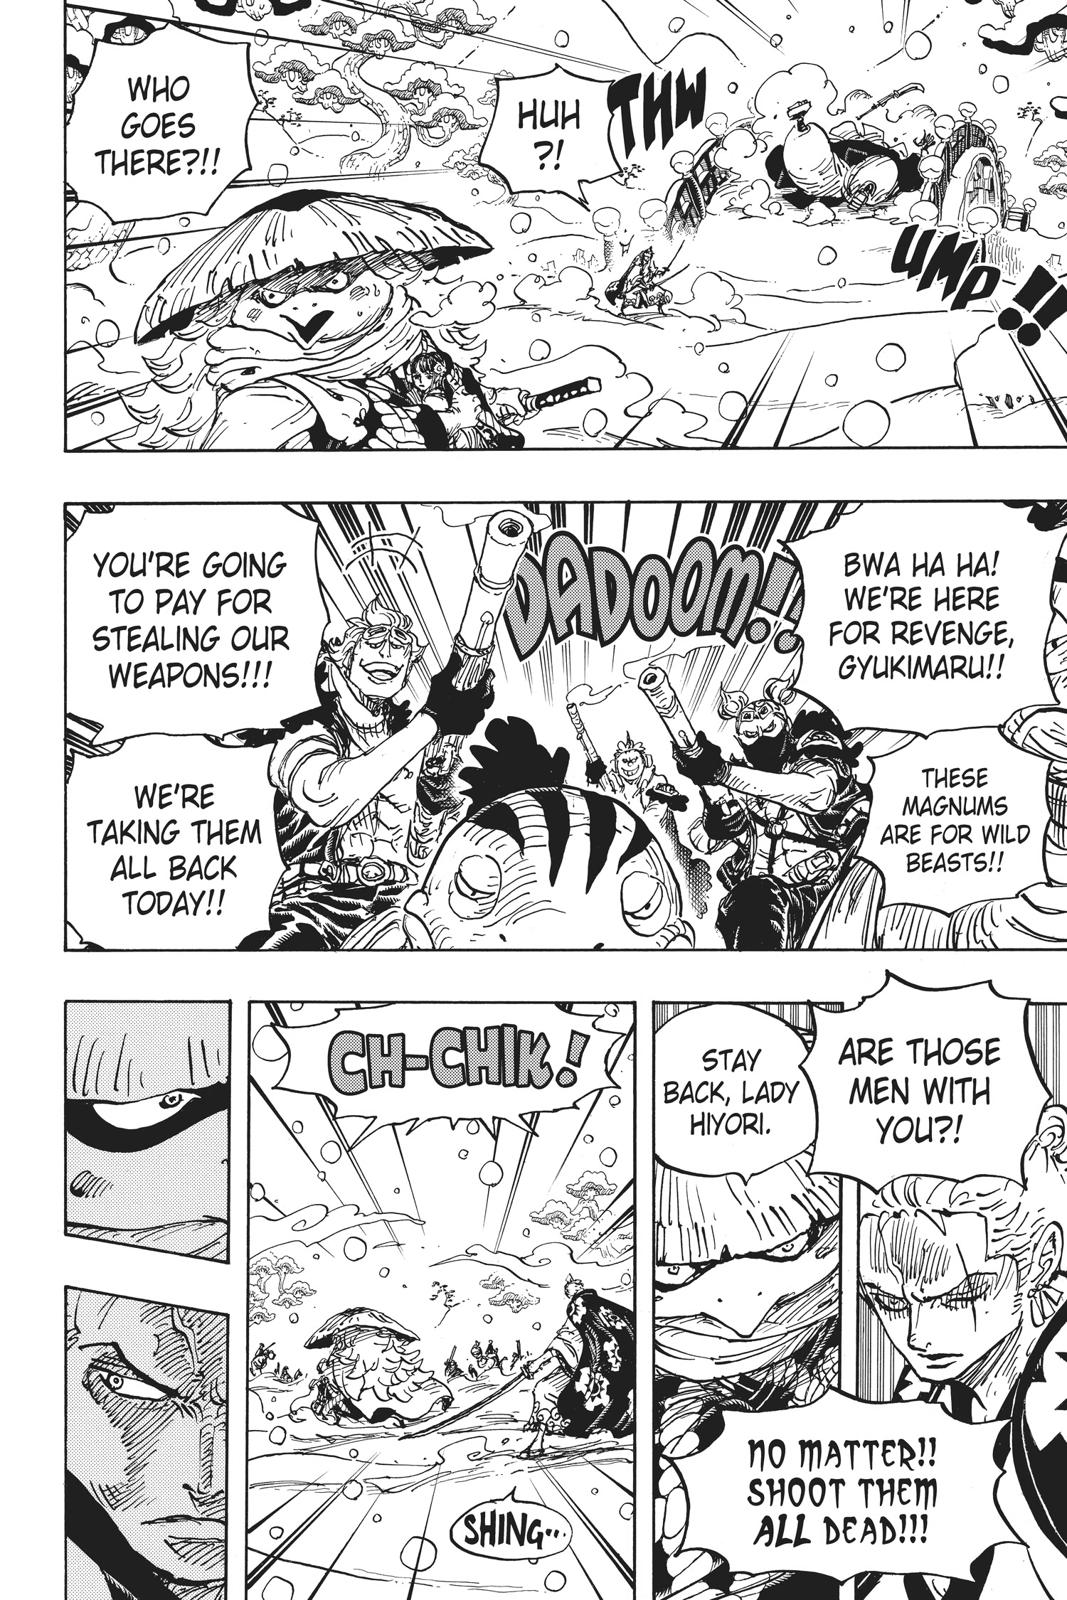 THW
UMP!!
HUH
?!
WHO
GOES
THERE?!!
BWA HA HA!
WE'RE HERE
FOR REVENGE,
GYUKIMARU!!
THESE
MAGNUMS
ARE FOR WILD
BEASTS!!
DADOOM!!
YOU'RE GOING
TO PAY FOR
STEALING OUR
WEAPONS!!!
WE'RE
TAKING THEM
ALL BACK
TODAY!!
ARE THOSE
MEN WITH
YOU?!
STAY
BACK, LADY
HIYORI.
NO MATTER!!
SHOOT THEM
ALL DEAD!!!
CH-CHIK!
SHING...